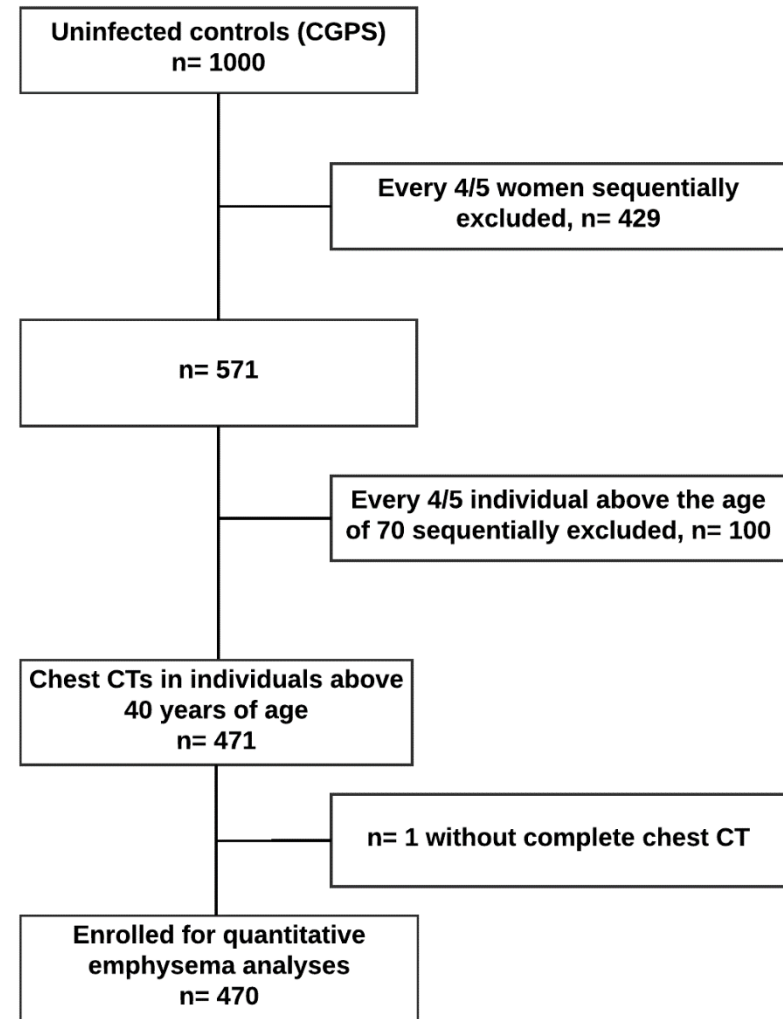 Uninfected controls (CGPS)
n= 1000
Every 4/5 women sequentially
excluded, n= 429
n= 571
Every 4/5 individual above the age
of 70 sequentially excluded, n= 100
Chest CTs in individuals above
40 years of age
n= 471
n= 1 without complete chest CT
Enrolled for quantitative
emphysema analyses
n= 470